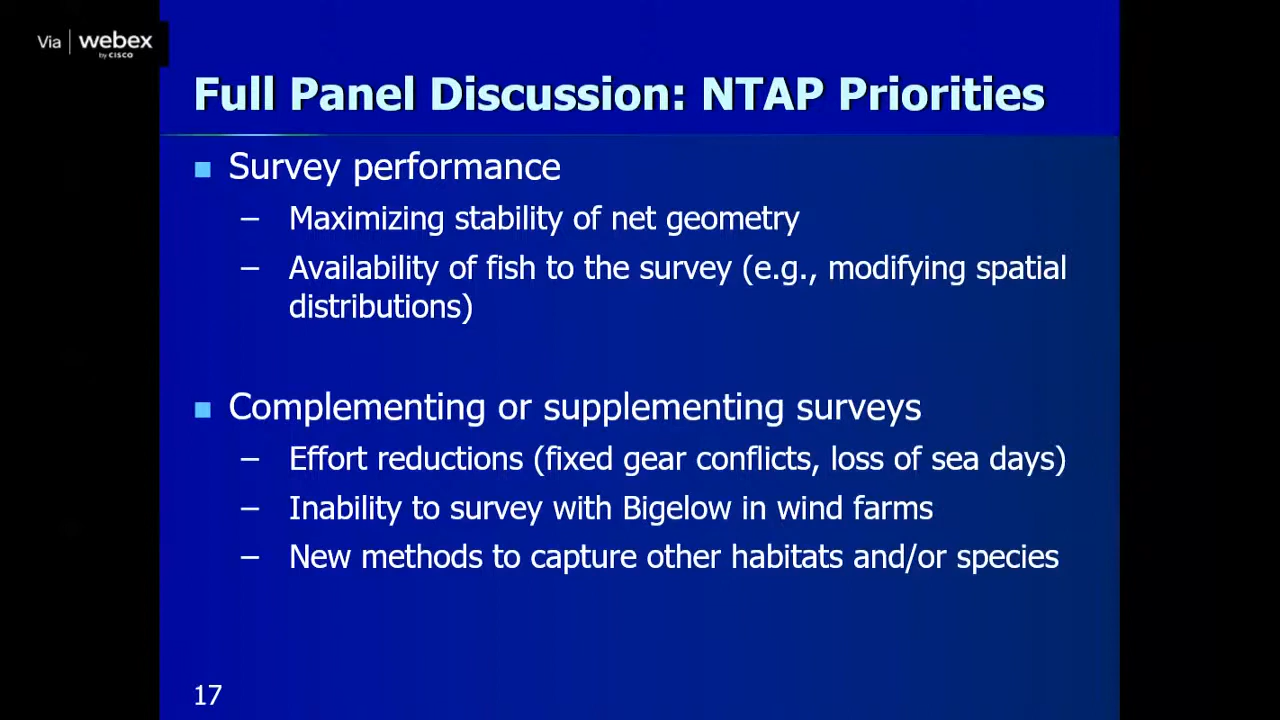 Via | webex
by CISCO
Full Panel Discussion: NTAP Priorities
■ Survey performance
– Maximizing stability of net geometry
– Availability of fish to the survey (e.g., modifying spatial
distributions)
■ Complementing or supplementing surveys
– Effort reductions (fixed gear conflicts, loss of sea days)
– Inability to survey with Bigelow in wind farms
– New methods to capture other habitats and/or species
17